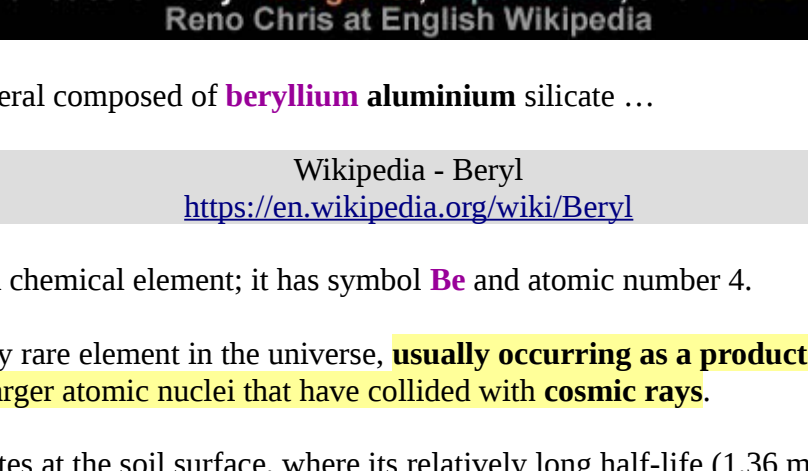 Reno Chris at English Wikipedia
composed of beryllium aluminium silicate …
Wikipedia - Beryl
https://en.wikipedia.org/wiki/Beryl
chemical element; it has symbol Be and atomic number 4.
rare element in the universe, usually occurring as a product
atomic nuclei that have collided with cosmic rays.
at the soil surface, where its relatively long half-life (1.36